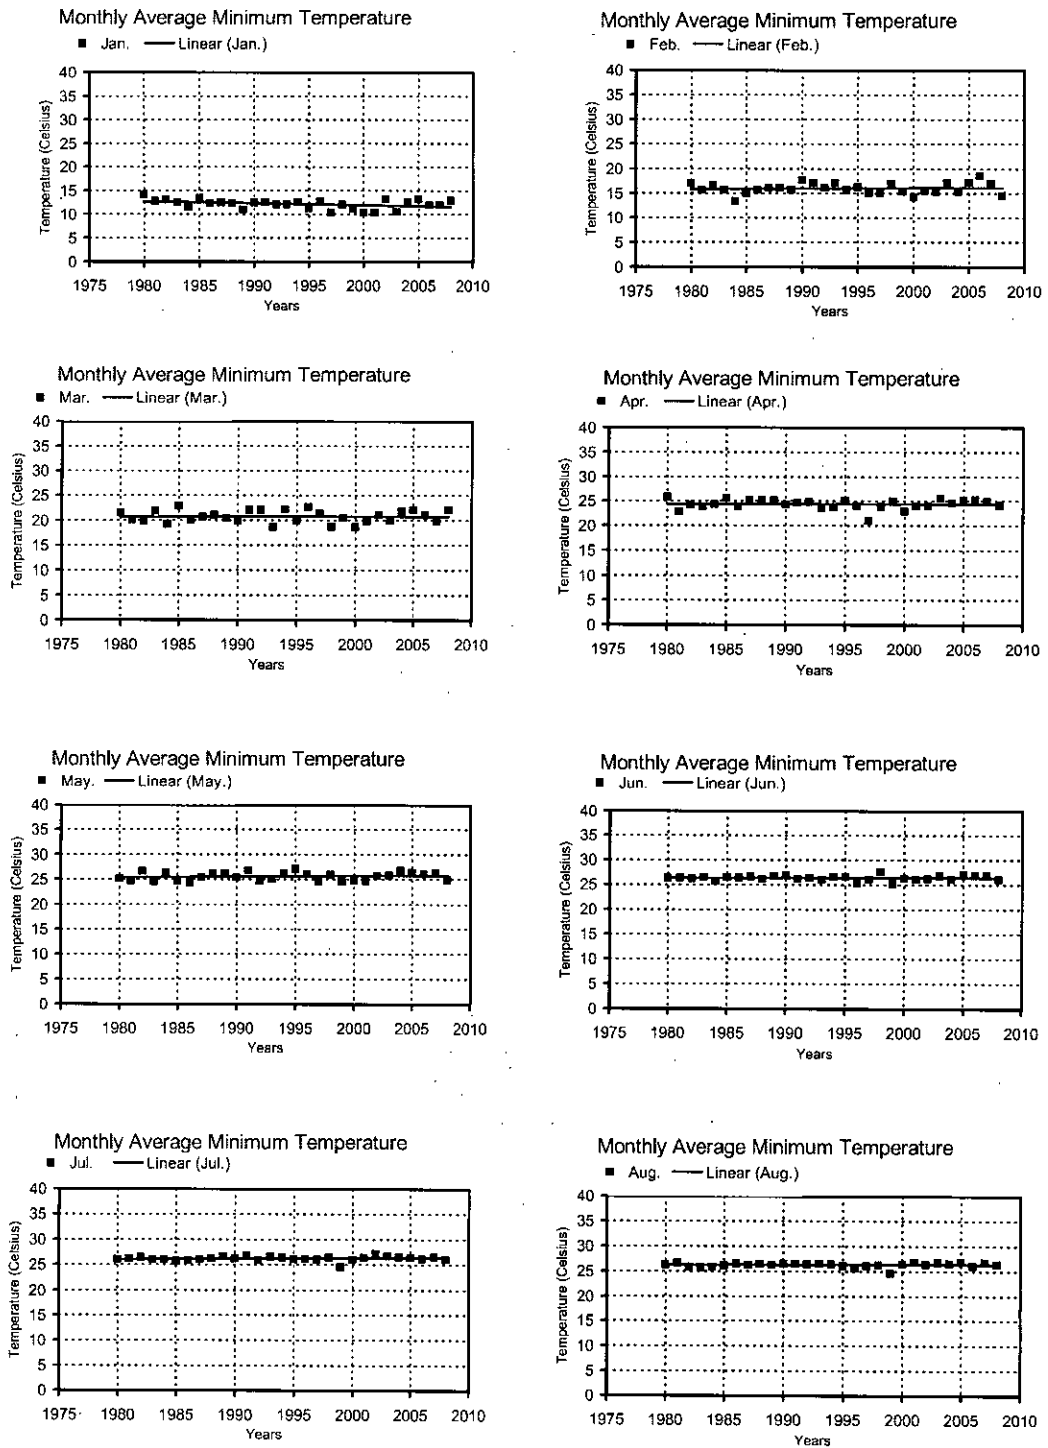 Monthly Average Minimum Temperature
Jan. Linear (Jan.)
Temperature (Celsius)
40
35
30
25
20
15
10
5
0
1975 1980 1985 1990 1995 2000 2005 2010
Years
Monthly Average Minimum Temperature
Feb. Linear (Feb.)
Temperature (Celsius)
40
35
30
25
20
15
10
5
0
1975 1980 1985 1990 1995 2000 2005 2010
Years
Monthly Average Minimum Temperature
Mar. Linear (Mar.)
Temperature (Celsius)
40
35
30
25
20
15
10
5
0
1975 1980 1985 1990 1995 2000 2005 2010
Years
Monthly Average Minimum Temperature
Apr. Linear (Apr.)
Temperature (Celsius)
40
35
30
25
20
15
10
5
0
1975 1980 1985 1990 1995 2000 2005 2010
Years
Monthly Average Minimum Temperature
May. Linear (May.)
Temperature (Celsius)
40
35
30
25
20
15
10
5
0
1975 1980 1985 1990 1995 2000 2005 2010
Years
Monthly Average Minimum Temperature
Jun. Linear (Jun.)
Temperature (Celsius)
40
35
30
25
20
15
10
5
0
1975 1980 1985 1990 1995 2000 2005 2010
Years
Monthly Average Minimum Temperature
Jul. Linear (Jul.)
Temperature (Celsius)
40
35
30
25
20
15
10
5
0
1975 1980 1985 1990 1995 2000 2005 2010
Years
Monthly Average Minimum Temperature
Aug. Linear (Aug.)
Temperature (Celsius)
40
35
30
25
20
15
10
5
0
1975 1980 1985 1990 1995 2000 2005 2010
Years